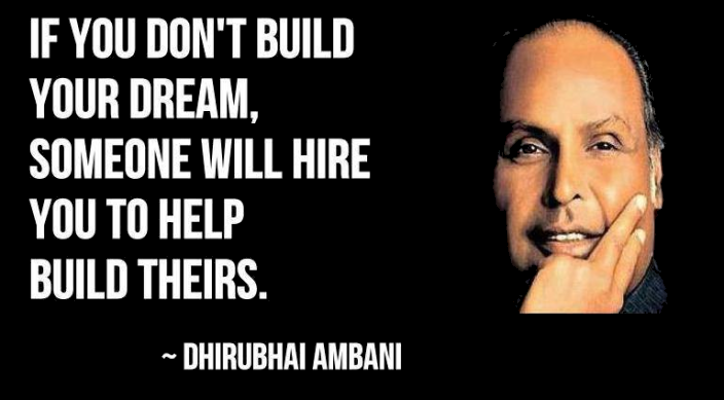 IF YOU DON'T BUILD
YOUR DREAM,
SOMEONE WILL HIRE
YOU TO HELP
BUILD THEIRS.
~ DHIRUBHAI AMBANI